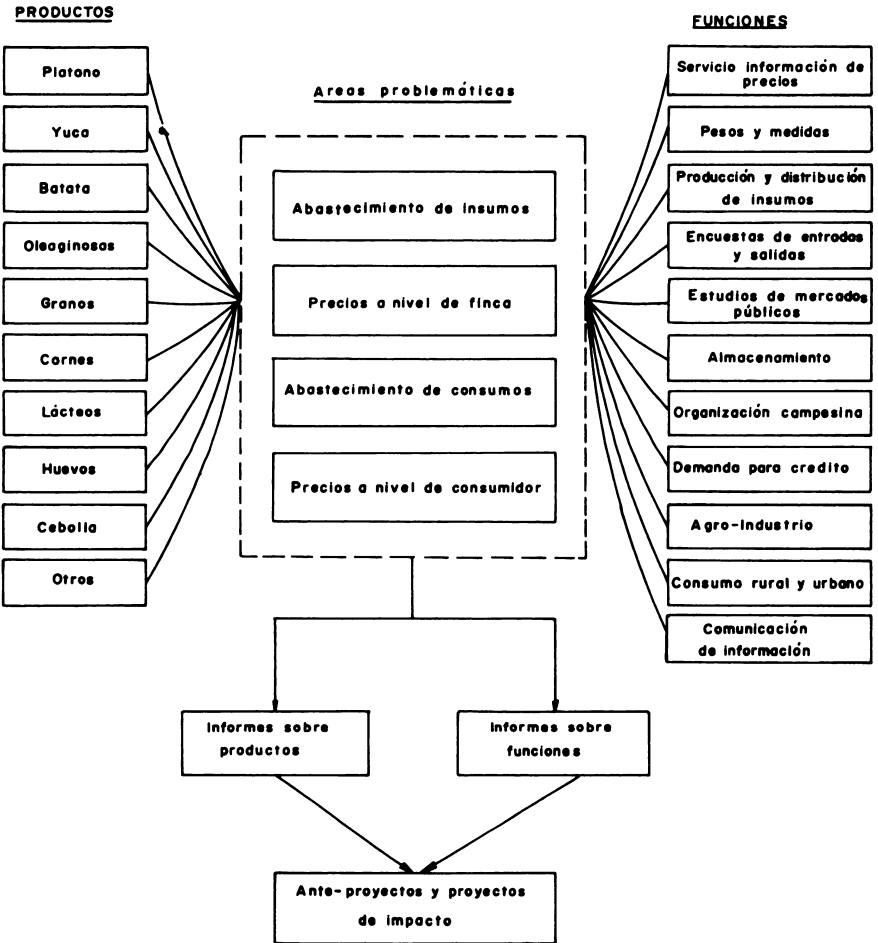 PRODUCTOS
Platano
Yuca
Batata
Oleaginosas
Granos
Carnes
Lácteos
Huevos
Cebolla
Otros
Areas problemáticas
Abastecimiento de insumos
Precios a nivel de finca
Abastecimiento de consumos
Precios a nivel de consumidor
FUNCIONES
Servicio información de
precios
Pesos y medidas
Producción y distribución
de insumos
Encuestas de entradas
y salidas
Estudios de mercados
públicos
Almacenamiento
Organización campesina
Demanda para credito
Agro-Industrio
Consumo rural y urbano
Comunicación
de información
Informes sobre
productos
Informes sobre
funciones
Ante-proyectos y proyectos
de impacto